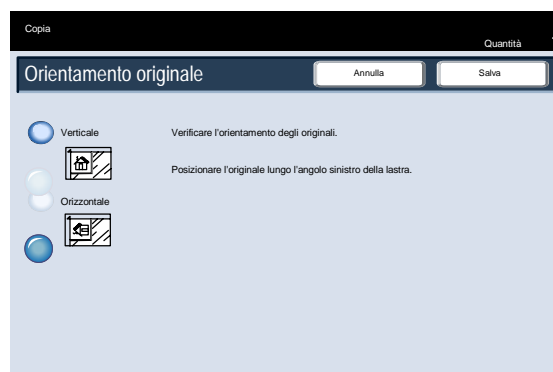 Copia
Quantità
Orientamento originale
Annulla
Salva
Verticale
Verificare l'orientamento degli originali.
Posizionare l'originale lungo l'angolo sinistro della lastra.
Orizzontale